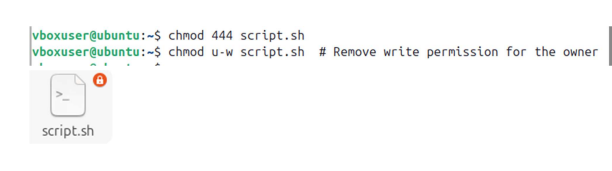 vboxuser@ubuntu:~$ chmod 444 script.sh
vboxuser@ubuntu:~$ chmod u-w script.sh  # Remove write permission for the owner
>_
script.sh